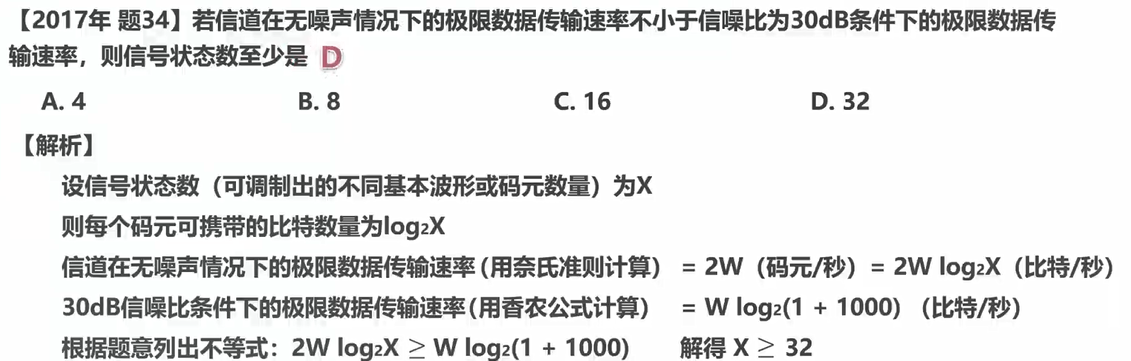 【2017年 题34】若信道在无噪声情况下的极限数据传输速率不小于信噪比为30dB条件下的极限数据传
输速率，则信号状态数至少是 D
A. 4 B. 8 C. 16 D. 32
【解析】
设信号状态数（可调制出的不同基本波形或码元数量）为X
则每个码元可携带的比特数量为log₂X
信道在无噪声情况下的极限数据传输速率(用奈氏准则计算） = 2W（码元/秒）= 2W log₂X（比特/秒）
30dB信噪比条件下的极限数据传输速率(用香农公式计算） = W log₂(1 + 1000) （比特/秒）
根据题意列出不等式：2W log₂X ≥ W log₂(1 + 1000) 解得 X ≥ 32